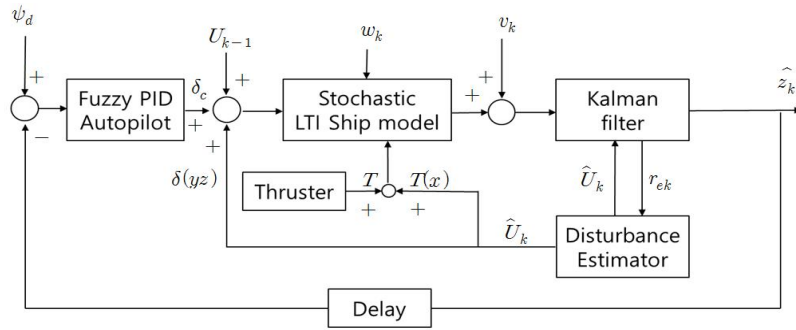 ψ_d
U_{k-1}
w_k
v_k
+
Fuzzy PID
Autopilot
δ_c
+
Stochastic
LTI Ship model
+
+
Kalman
filter
ẑ_k
−
+
+
δ(yz)
Thruster
T
T(x)
+
+
Û_k
Û_k
r_{ek}
Disturbance
Estimator
Delay